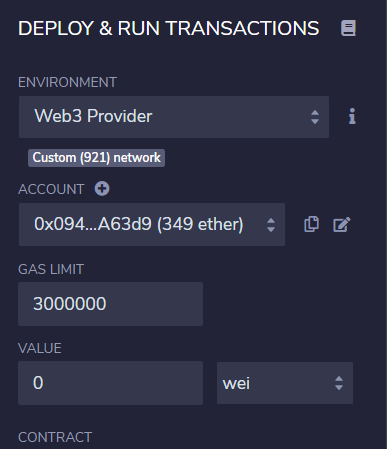 DEPLOY & RUN TRANSACTIONS
ENVIRONMENT
Web3 Provider
Custom (921) network
ACCOUNT
0x094...A63d9 (349 ether)
GAS LIMIT
3000000
VALUE
0 wei
CONTRACT